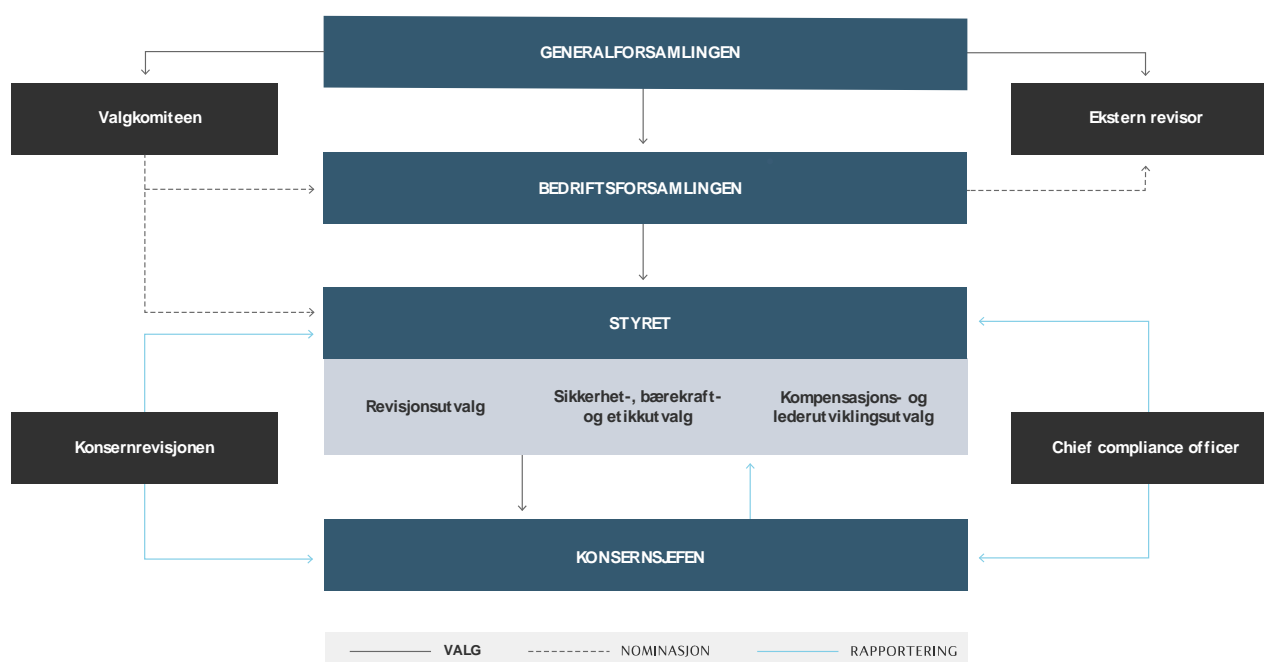 GENERALFORSAMLINGEN
Valgkomiteen
Ekstern revisor
BEDRIFTSFORSAMLINGEN
STYRET
Revisjonsutvalg
Sikkerhet-, bærekraft-
og etikkutvalg
Kompensasjons- og
lederutviklingsutvalg
Konsernrevisjonen
Chief compliance officer
KONSERNSJEFEN
VALG
NOMINASJON
RAPPORTERING